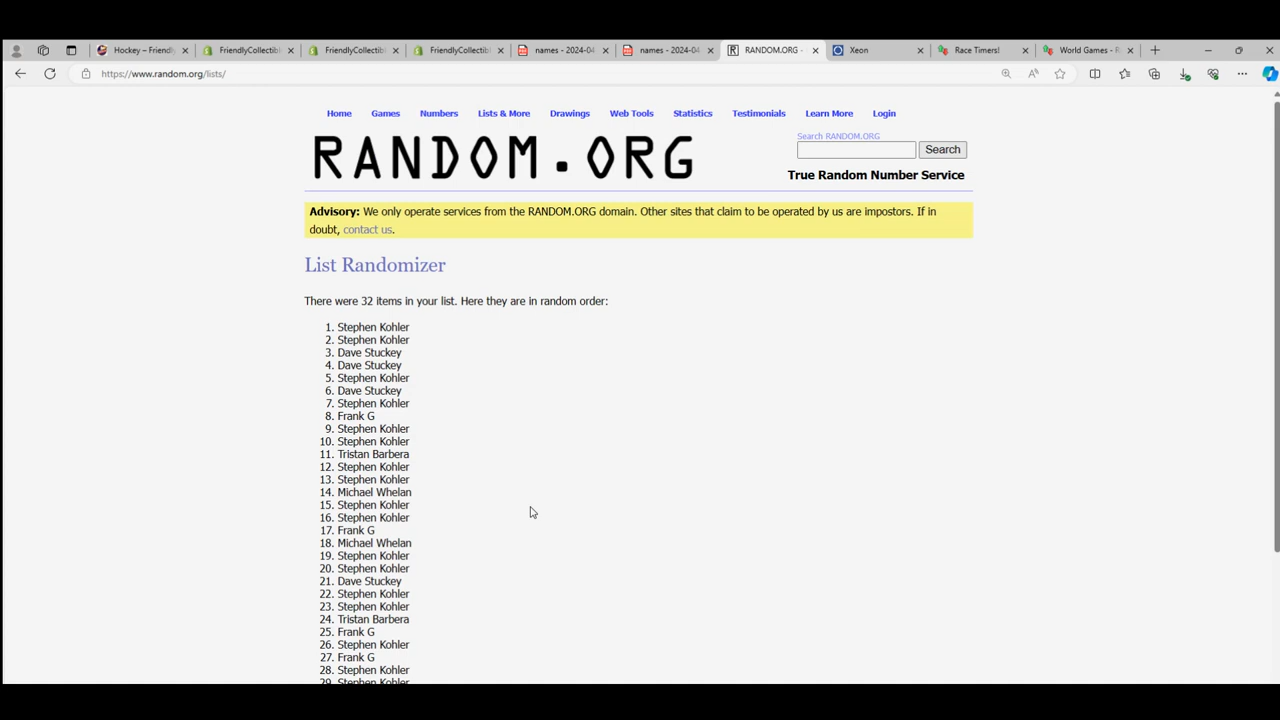 Hockey – Friendly
FriendlyCollectibl
FriendlyCollectibl
FriendlyCollectibl
names - 2024-04
names - 2024-04
RANDOM.ORG -
Xeon
Race Timers!
World Games - R
https://www.random.org/lists/
Home Games Numbers Lists & More Drawings Web Tools Statistics Testimonials Learn More Login
Search RANDOM.ORG
RANDOM.ORG
Search
True Random Number Service
Advisory: We only operate services from the RANDOM.ORG domain. Other sites that claim to be operated by us are impostors. If in
doubt, contact us.
List Randomizer
There were 32 items in your list. Here they are in random order:
1. Stephen Kohler
2. Stephen Kohler
3. Dave Stuckey
4. Dave Stuckey
5. Stephen Kohler
6. Dave Stuckey
7. Stephen Kohler
8. Frank G
9. Stephen Kohler
10. Stephen Kohler
11. Tristan Barbera
12. Stephen Kohler
13. Stephen Kohler
14. Michael Whelan
15. Stephen Kohler
16. Stephen Kohler
17. Frank G
18. Michael Whelan
19. Stephen Kohler
20. Stephen Kohler
21. Dave Stuckey
22. Stephen Kohler
23. Stephen Kohler
24. Tristan Barbera
25. Frank G
26. Stephen Kohler
27. Frank G
28. Stephen Kohler
29. Stephen Kohler